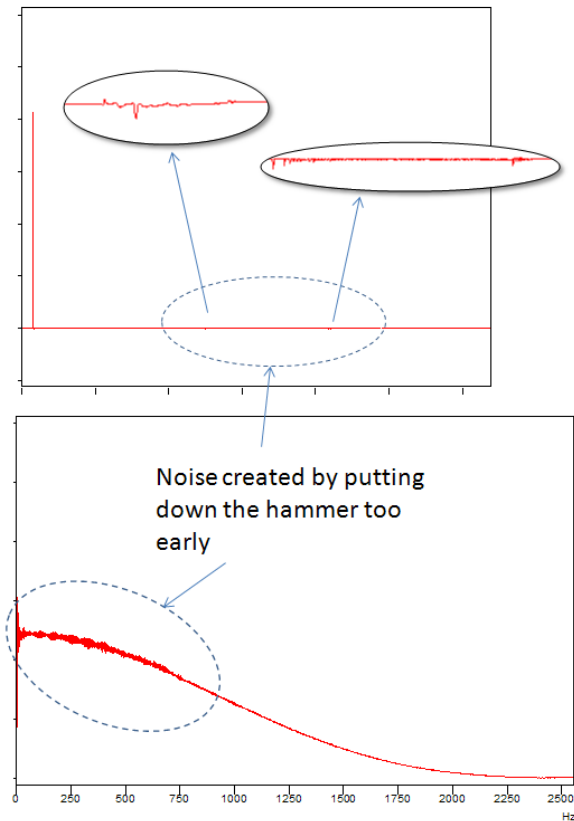 Noise created by putting
down the hammer too
early
0 250 500 750 1000 1250 1500 1750 2000 2250 2500
Hz